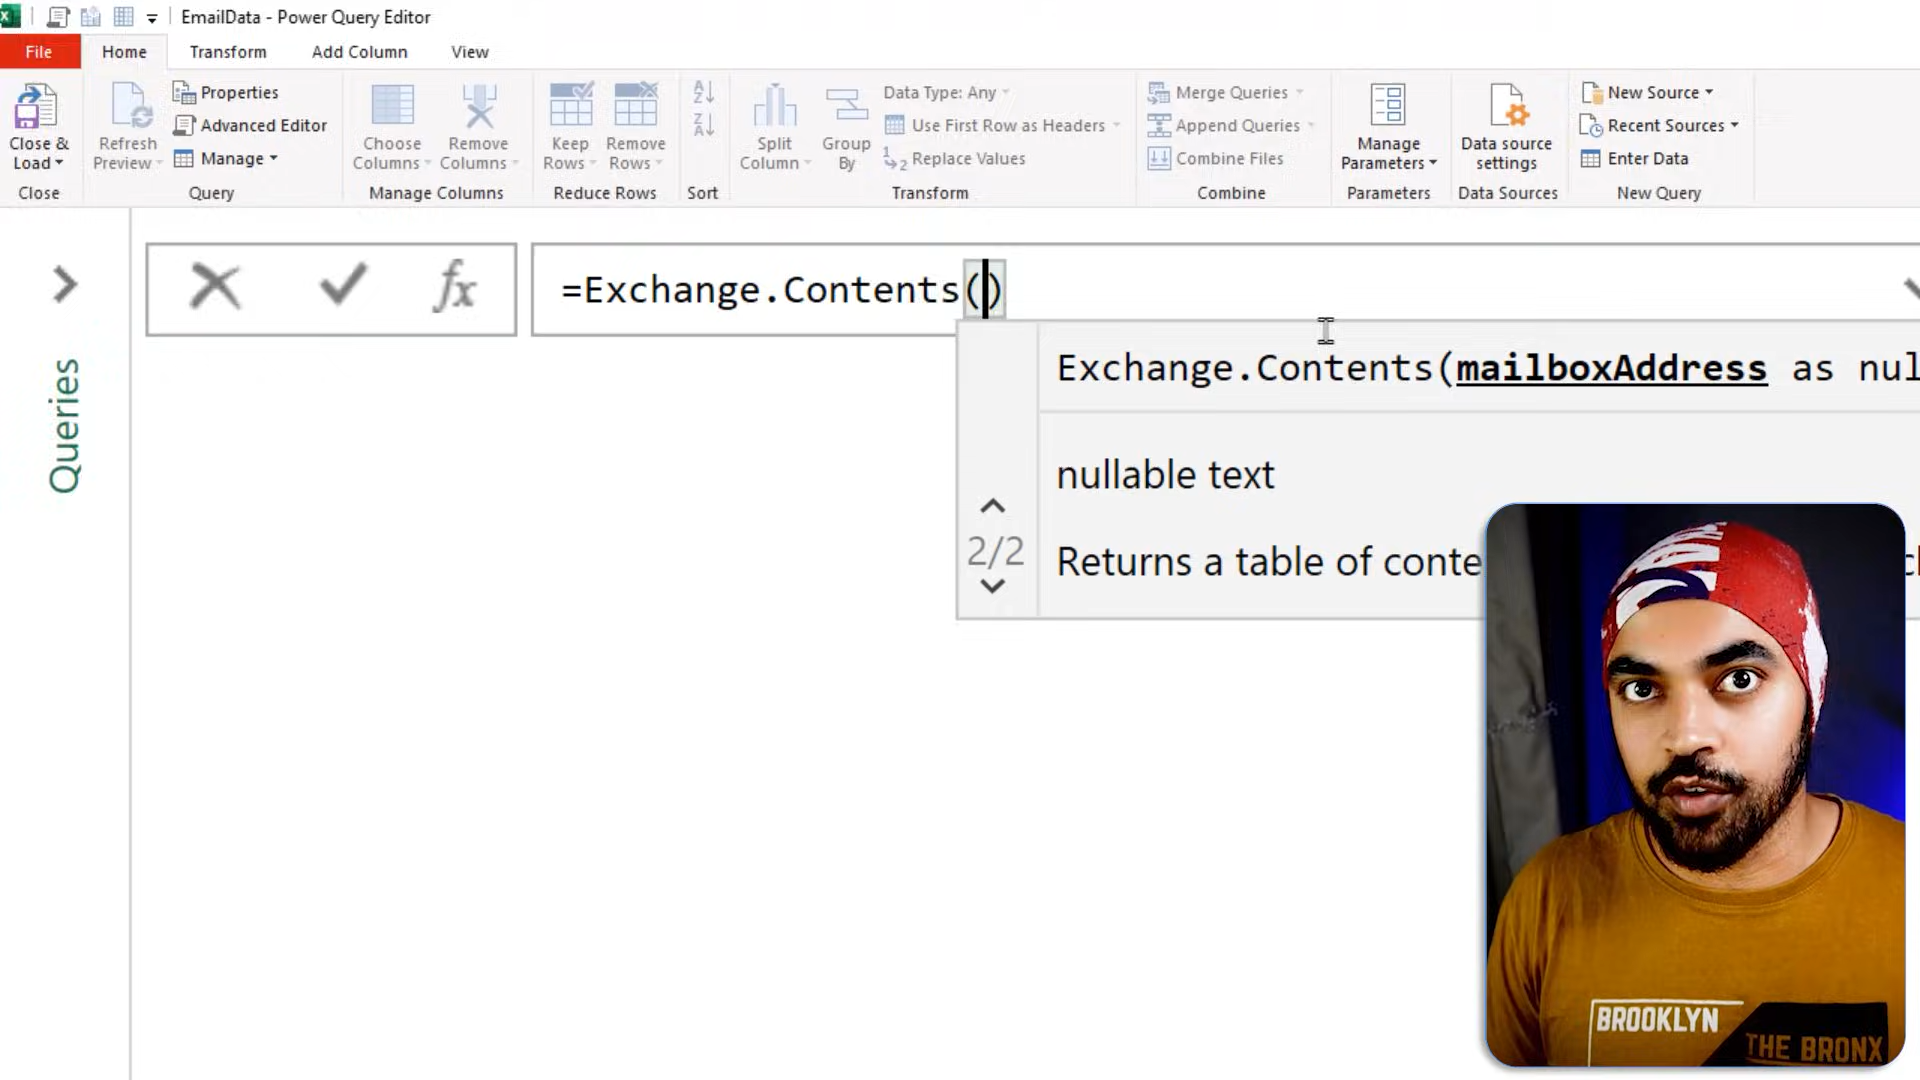 EmailData - Power Query Editor
File Home Transform Add Column View
Close & Load
Refresh Preview
Properties
Advanced Editor
Manage
Choose Columns
Remove Columns
Keep Rows
Remove Rows
A Z
Z A
Split Column
Group By
Data Type: Any
Use First Row as Headers
1 2 Replace Values
Merge Queries
Append Queries
Combine Files
Manage Parameters
Data source settings
New Source
Recent Sources
Enter Data
Close Query Manage Columns Reduce Rows Sort Transform Combine Parameters Data Sources New Query
fx =Exchange.Contents()
Queries
Exchange.Contents(mailboxAddress as nul
nullable text
2/2
Returns a table of conte
BROOKLYN
THE BRONX